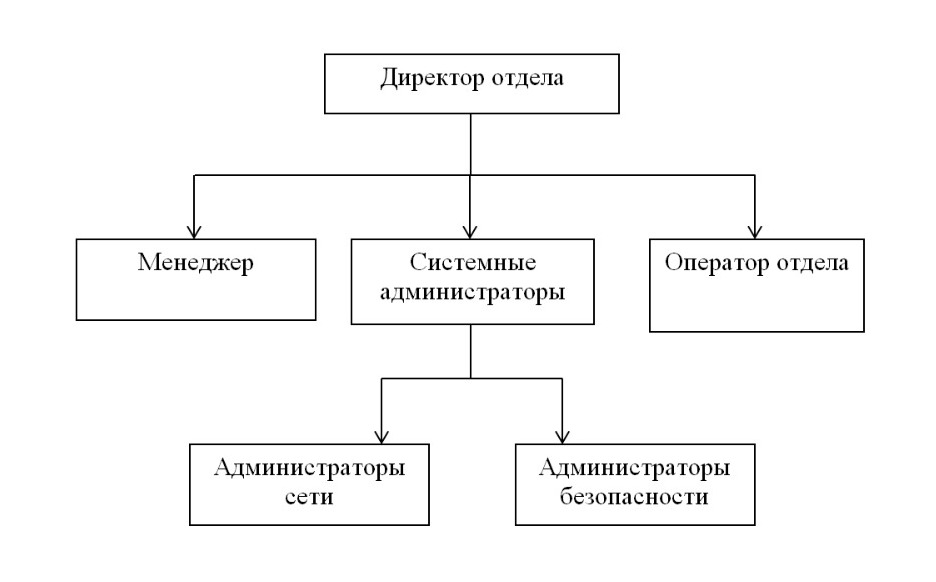 Директор отдела
Менеджер
Системные
администраторы
Оператор отдела
Администраторы
сети
Администраторы
безопасности